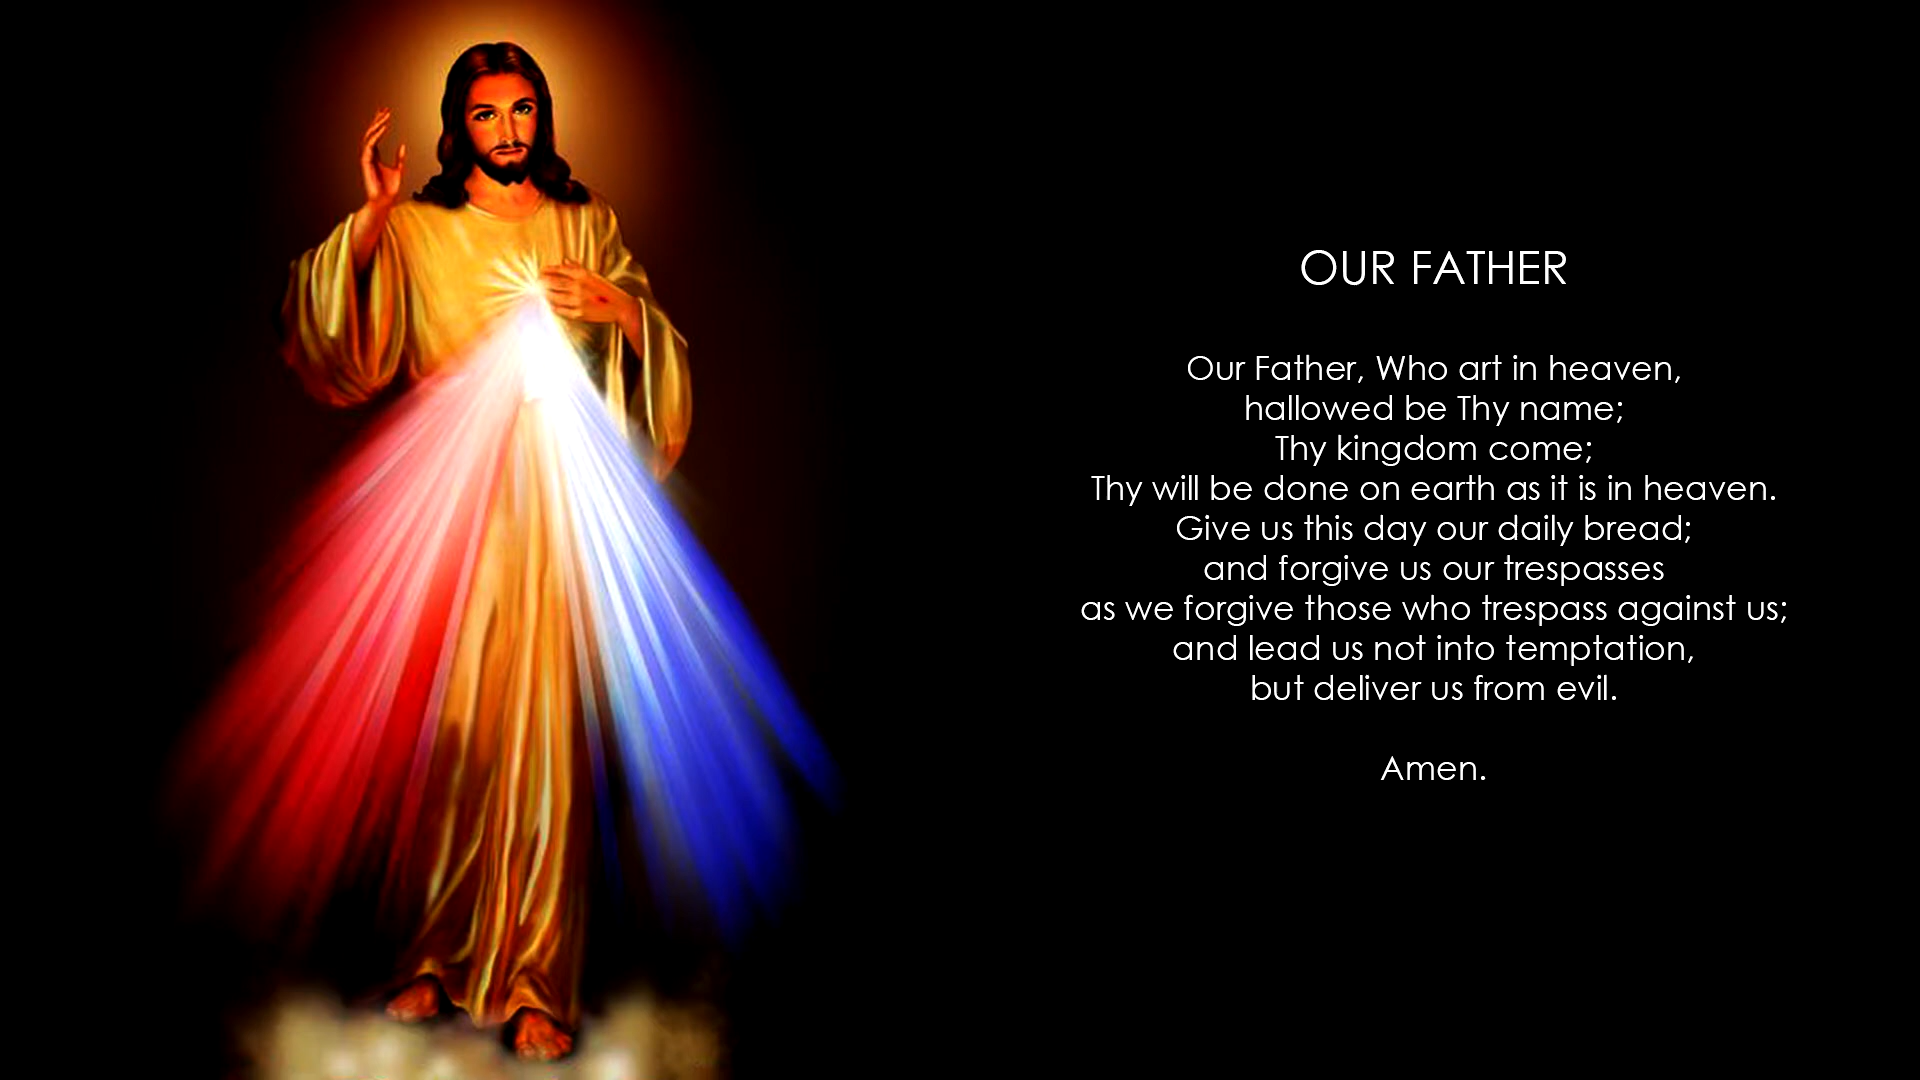 OUR FATHER
Our Father, Who art in heaven,
hallowed be Thy name;
Thy kingdom come;
Thy will be done on earth as it is in heaven.
Give us this day our daily bread;
and forgive us our trespasses
as we forgive those who trespass against us;
and lead us not into temptation,
but deliver us from evil.
Amen.